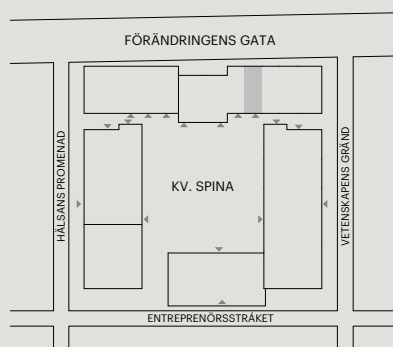 FÖRÄNDRINGENS GATA
HÄLSANS PROMENAD
KV. SPINA
VETENSKAPENS GRÄND
ENTREPRENÖRSSTRÅKET